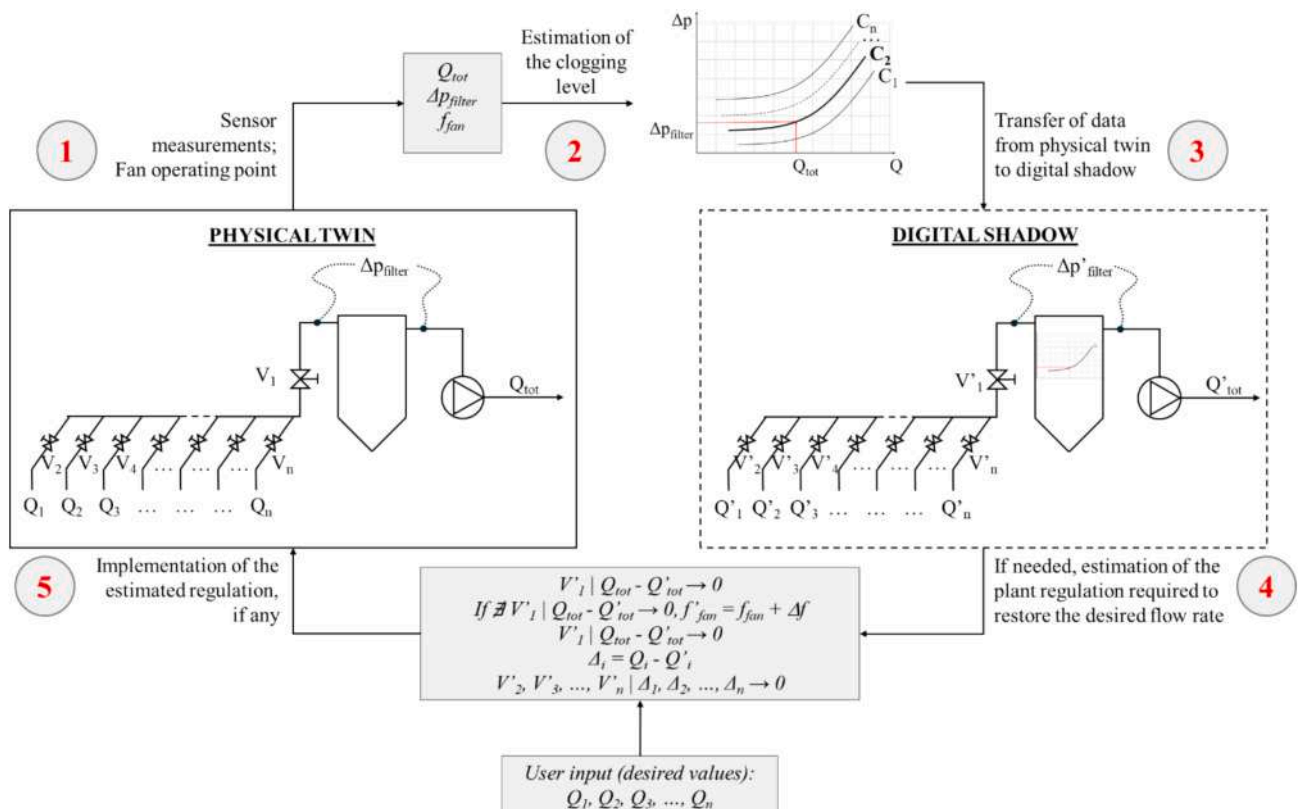 Q_tot
Δp_filter
f_fan
Estimation of
the clogging
level
Δp
C_n
...
C_2
C_1
Δp_filter
Q_tot
Q
1
Sensor
measurements;
Fan operating point
2
Transfer of data
from physical twin
to digital shadow
3
PHYSICAL TWIN
Δp_filter
V_1
Q_tot
V_2 V_3 V_4 ... ... ... V_n
Q_1 Q_2 Q_3 ... ... ... Q_n
DIGITAL SHADOW
Δp'_filter
V'_1
Q'_tot
V'_2 V'_3 V'_4 ... ... ... V'_n
Q'_1 Q'_2 Q'_3 ... ... ... Q'_n
5
Implementation of the
estimated regulation,
if any
V'_1 | Q_tot - Q'_tot → 0
If ∄ V'_1 | Q_tot - Q'_tot → 0, f'_fan = f_fan + Δf
V'_1 | Q_tot - Q'_tot → 0
Δ_i = Q_i - Q'_i
V'_2, V'_3, ..., V'_n | Δ_1, Δ_2, ..., Δ_n → 0
If needed, estimation of the
plant regulation required to
restore the desired flow rate
4
User input (desired values):
Q_1, Q_2, Q_3, ..., Q_n